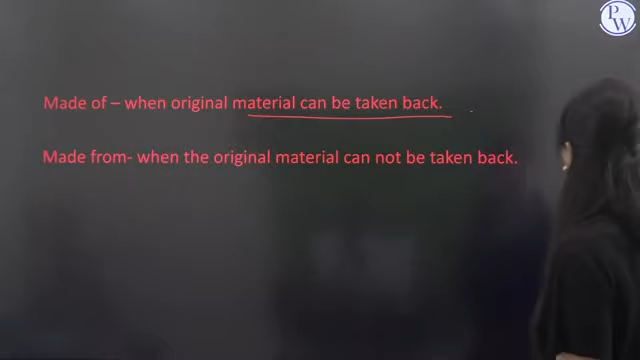 PW
Made of – when original material can be taken back.
Made from- when the original material can not be taken back.